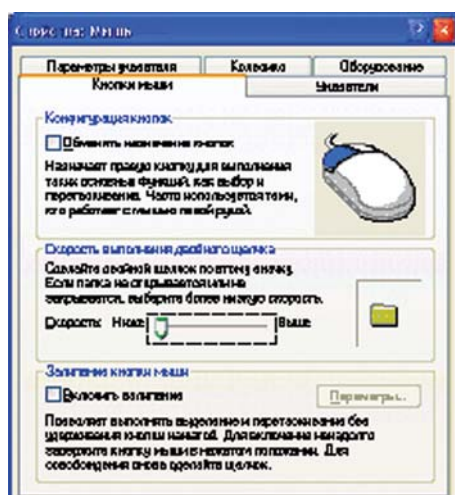 Свойства: Мышь
Параметры указателя Колесико Оборудование
Кнопки мыши Указатели
Конфигурация кнопок
Обменять назначение кнопок
Назначает правую кнопку для выполнения
таких основных функций, как выбор и
перетаскивание. Часто используется теми,
кто работает с мышью левой рукой.
Скорость выполнения двойного щелчка
Сделайте двойной щелчок по этому значку.
Если папка не открывается или не
закрывается, выберите более низкую скорость.
Скорость: Ниже Выше
Залипание кнопки мыши
Включить залипание Параметры...
Позволяет выполнять выделение и перетаскивание без
удерживания кнопки нажатой. Для включения ненадолго
задержите кнопку мыши в нажатом положении. Для
освобождения снова сделайте щелчок.